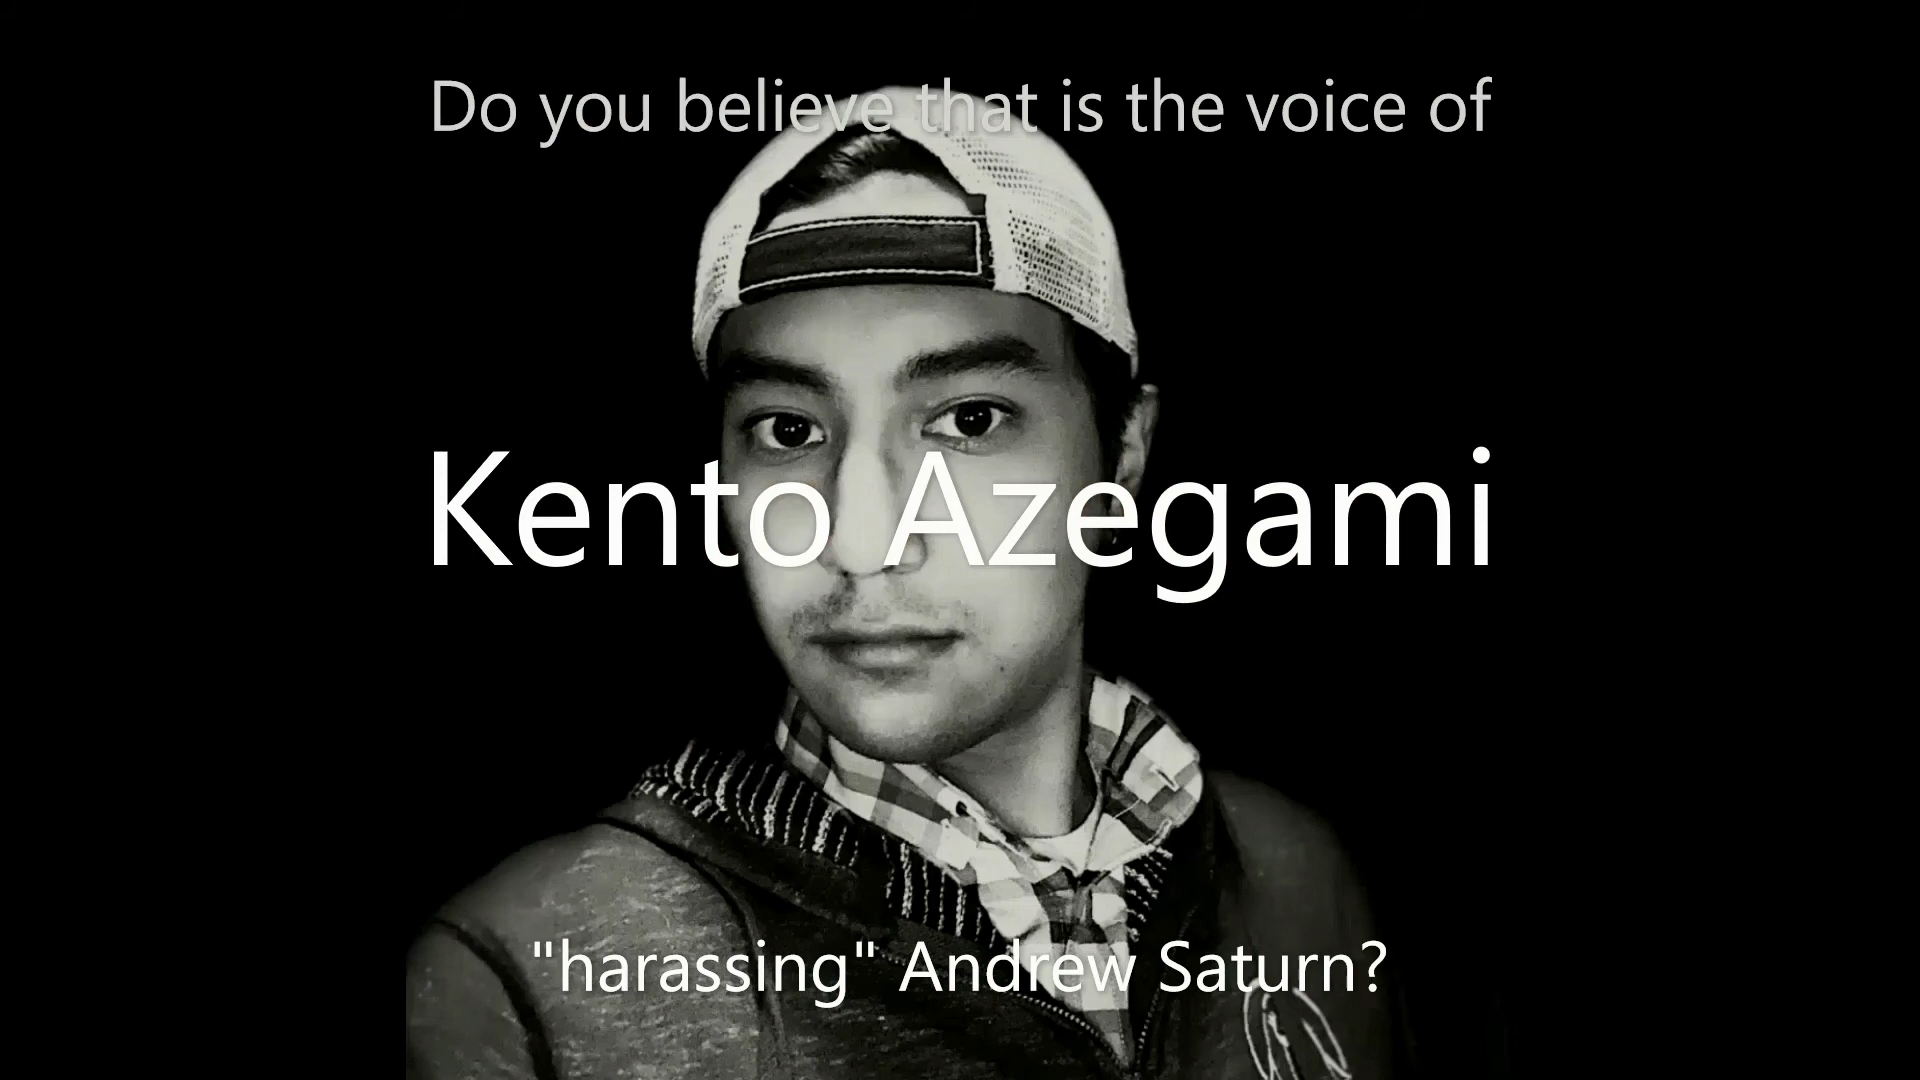 Do you believe that is the voice of
Kento Azegami
"harassing" Andrew Saturn?